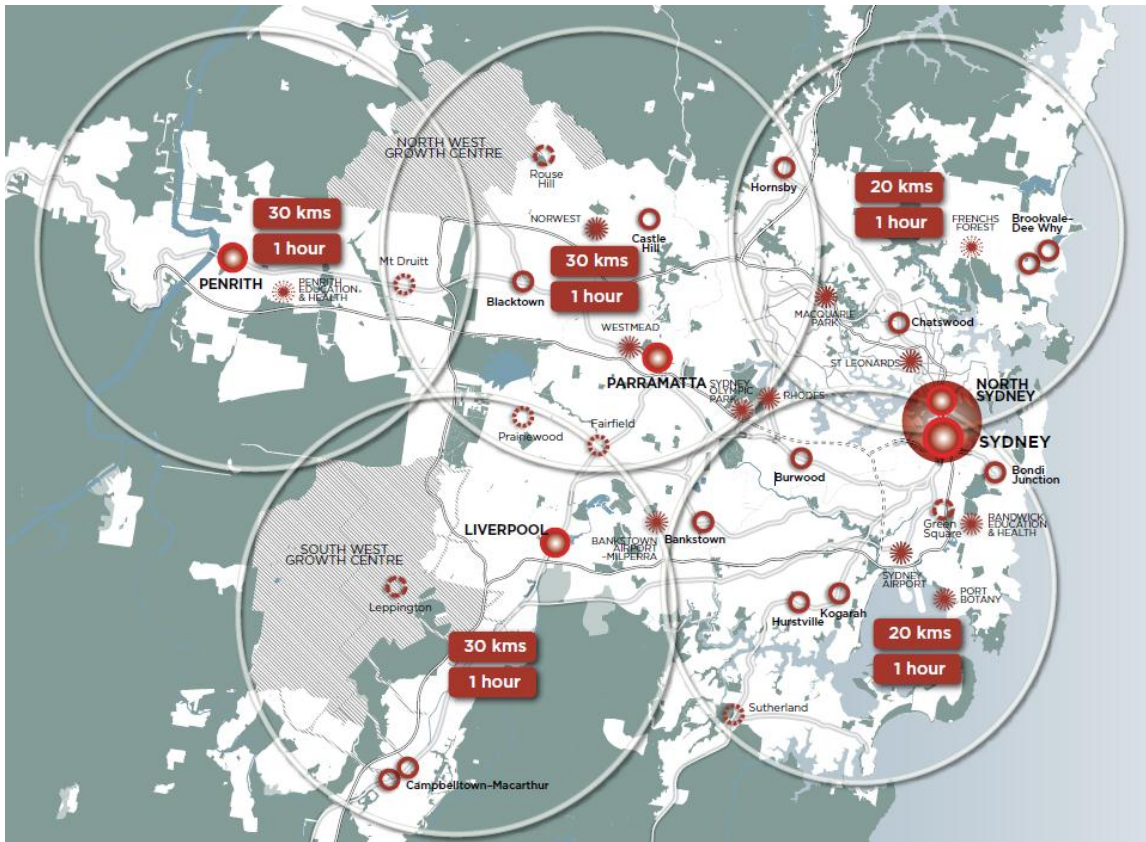 NORTH WEST
GROWTH CENTRE
Rouse
Hill
Hornsby
20 kms
1 hour
30 kms
1 hour
NORWEST
Castle
Hill
FRENCHS
FOREST
Brookvale-
Dee Why
PENRITH
PENRITH
EDUCATION
& HEALTH
Mt Druitt
Blacktown
30 kms
1 hour
MACQUARIE
PARK
Chatswood
WESTMEAD
ST LEONARDS
PARRAMATTA
SYDNEY
OLYMPIC
PARK
RHODES
NORTH
SYDNEY
SYDNEY
Prairiewood
Fairfield
Burwood
Bondi
Junction
LIVERPOOL
BANKSTOWN
AIRPORT
-MILPERRA
Bankstown
Green
Square
RANDWICK
EDUCATION
& HEALTH
SOUTH WEST
GROWTH CENTRE
Leppington
SYDNEY
AIRPORT
PORT
BOTANY
Hurstville
Kogarah
30 kms
1 hour
20 kms
1 hour
Sutherland
Campbelltown-Macarthur